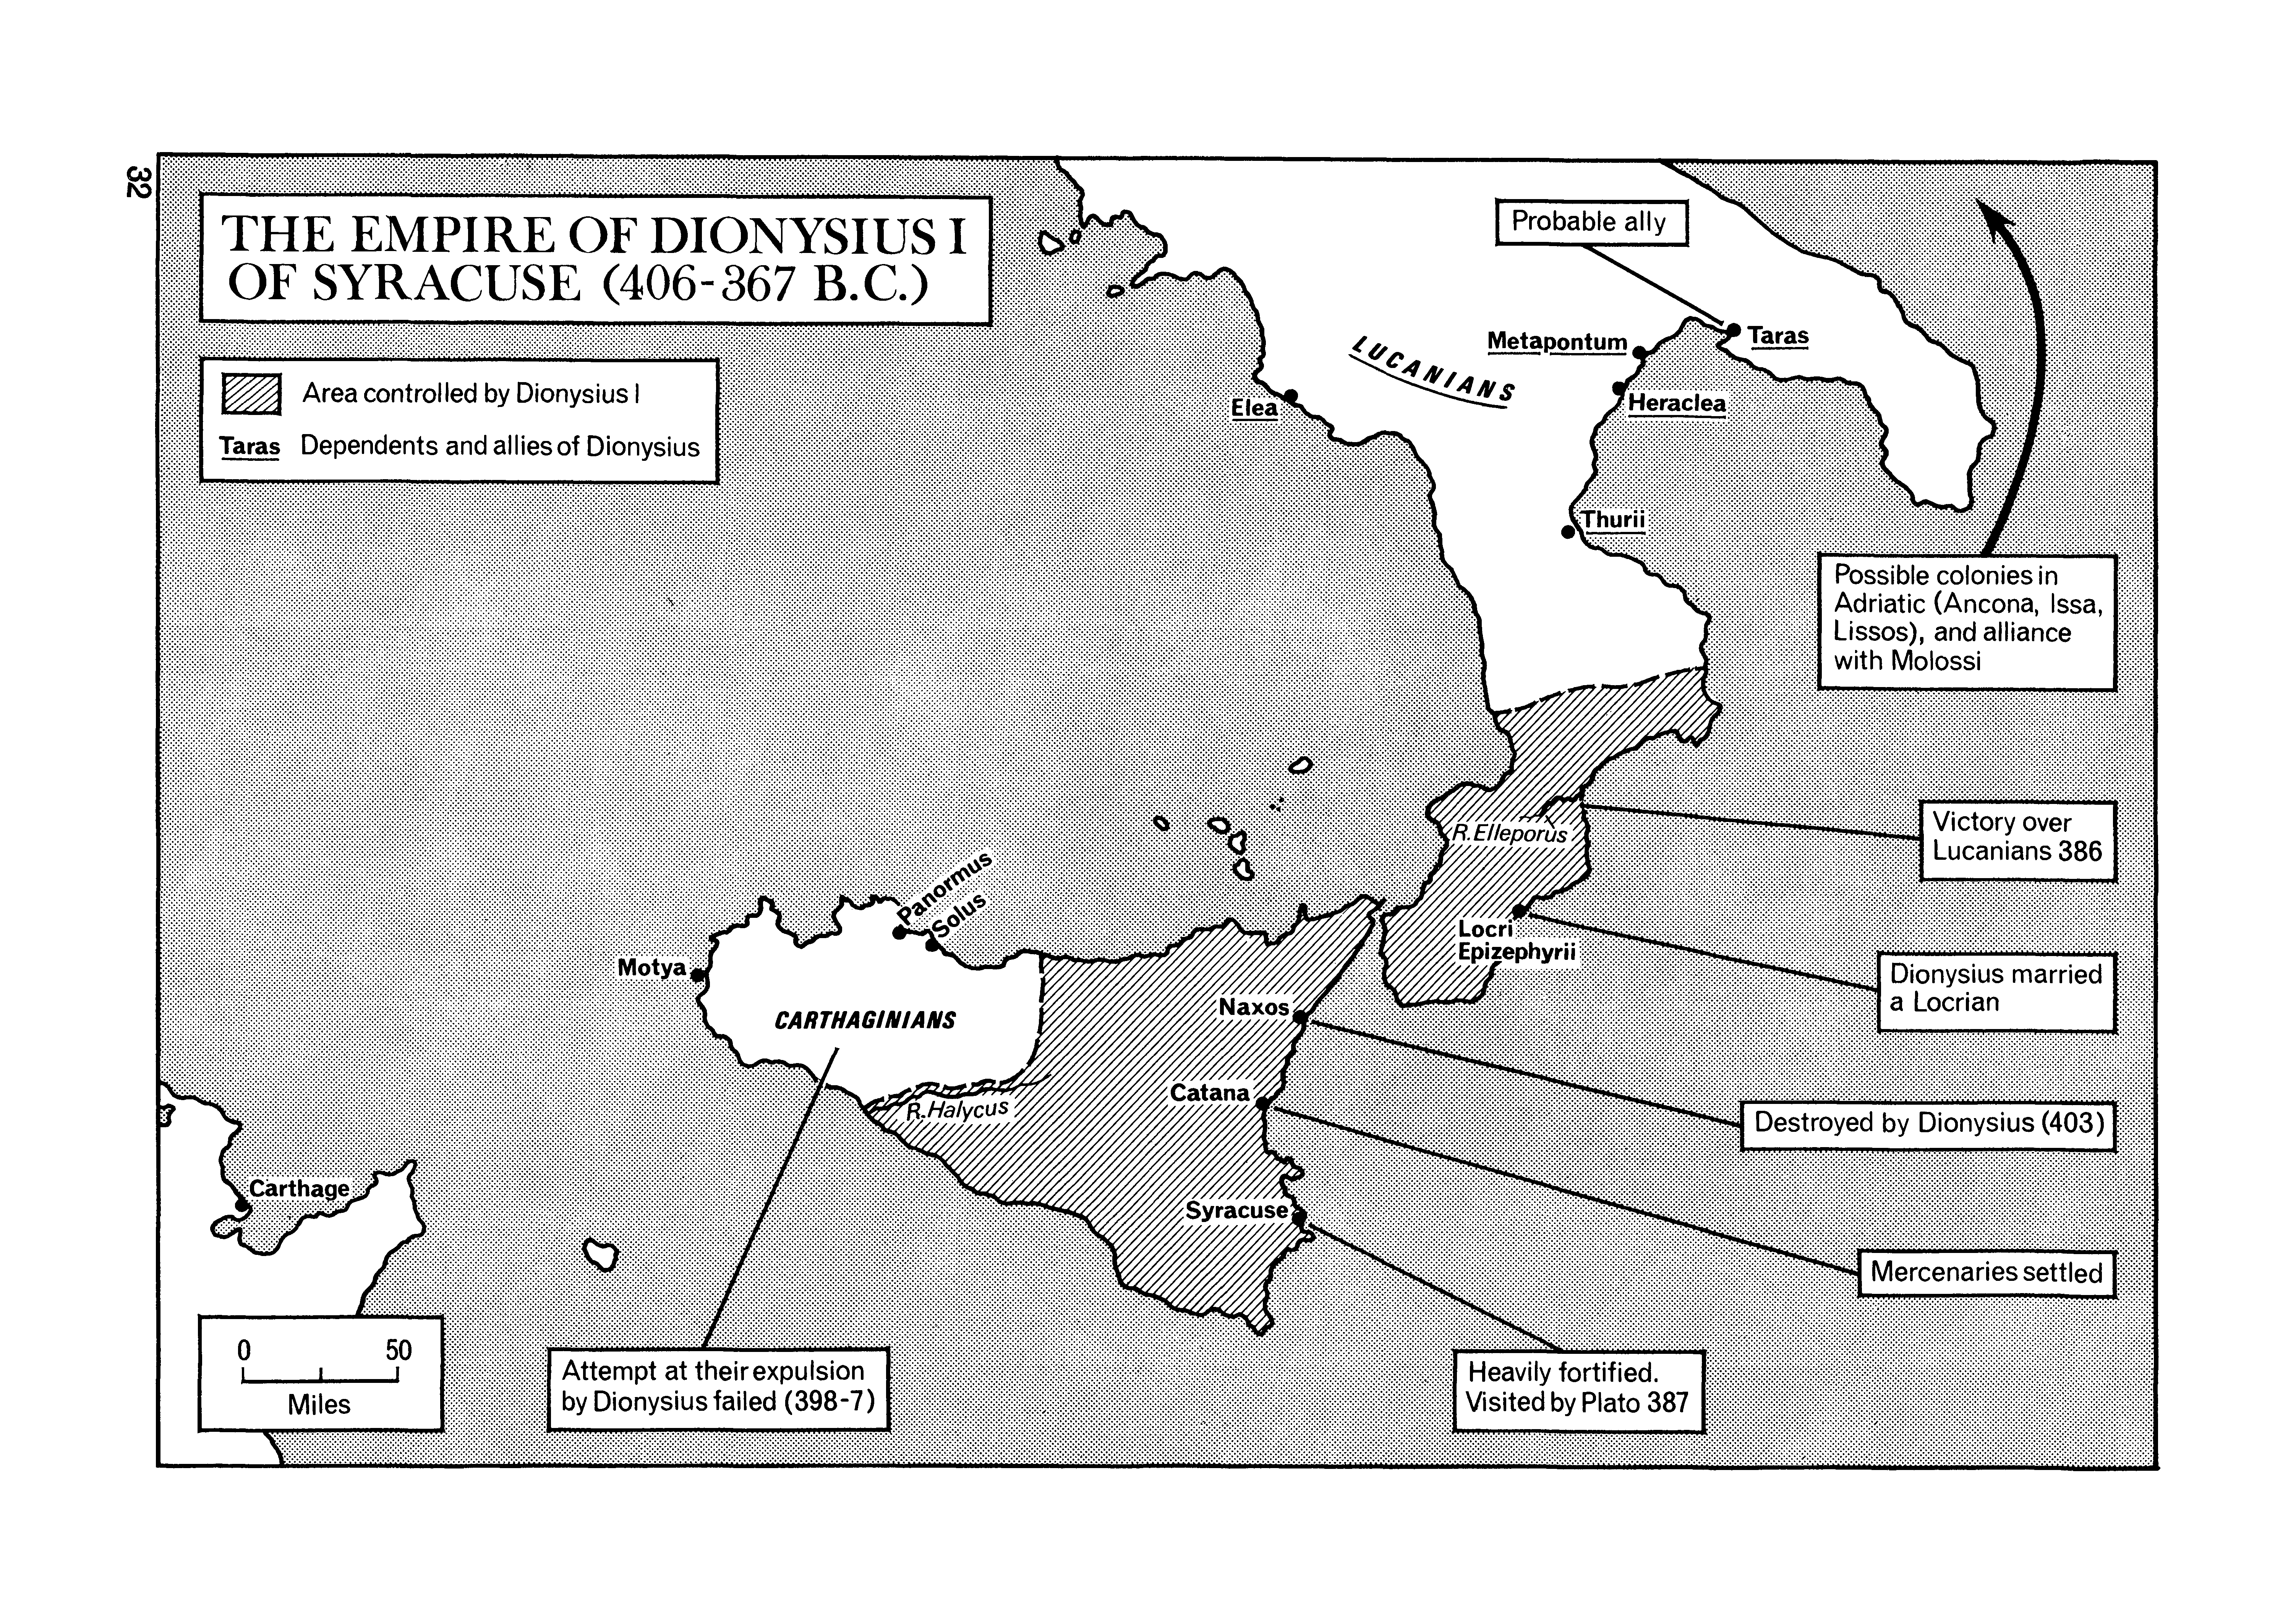 32
THE EMPIRE OF DIONYSIUS I
OF SYRACUSE (406-367 B.C.)
Area controlled by Dionysius I
Taras Dependents and allies of Dionysius
Probable ally
LUCANIANS
Metapontum
Taras
Heraclea
Elea
Thurii
Possible colonies in
Adriatic (Ancona, Issa,
Lissos), and alliance
with Molossi
R.Elleporus
Victory over
Lucanians 386
Panormus
Solus
Motya
CARTHAGINIANS
Locri
Epizephyrii
Dionysius married
a Locrian
Naxos
Destroyed by Dionysius (403)
Catana
R.Halycus
Mercenaries settled
Carthage
Syracuse
Heavily fortified.
Visited by Plato 387
Attempt at their expulsion
by Dionysius failed (398-7)
0 50
Miles